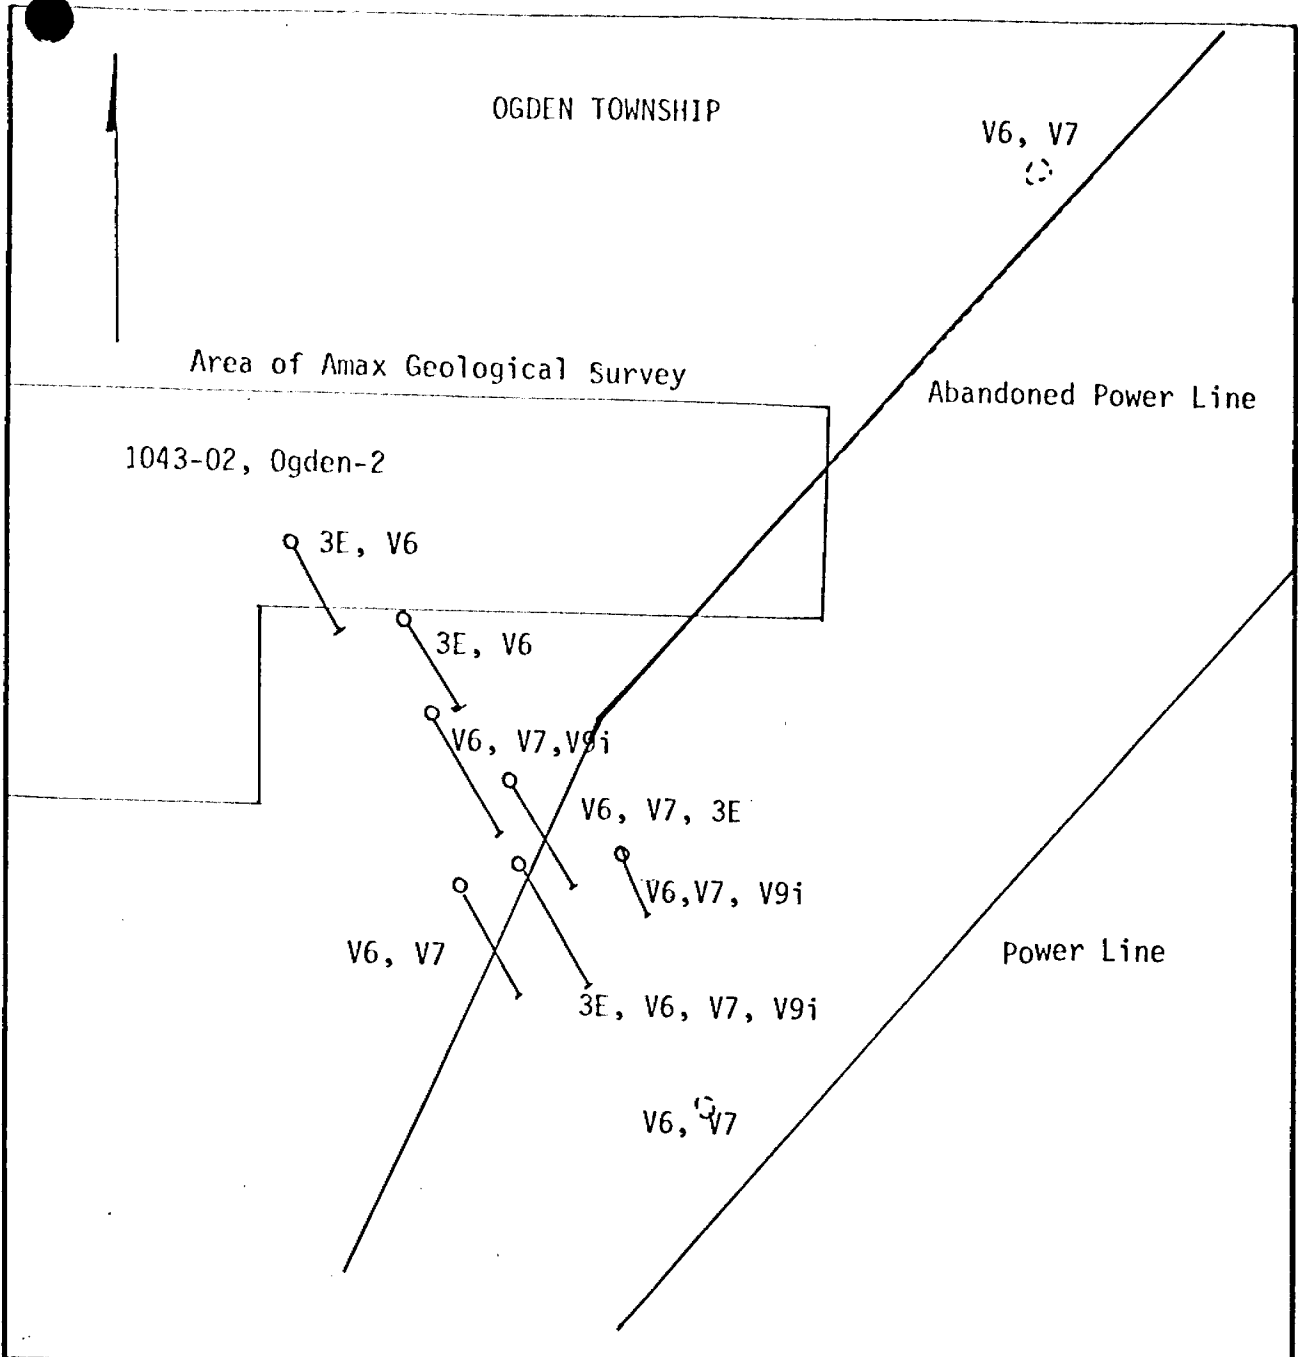 OGDEN TOWNSHIP
V6, V7
Area of Amax Geological Survey
Abandoned Power Line
1043-02, Ogden-2
3E, V6
3E, V6
V6, V7,V9i
V6, V7, 3E
V6,V7, V9i
V6, V7
Power Line
3E, V6, V7, V9i
V6, V7